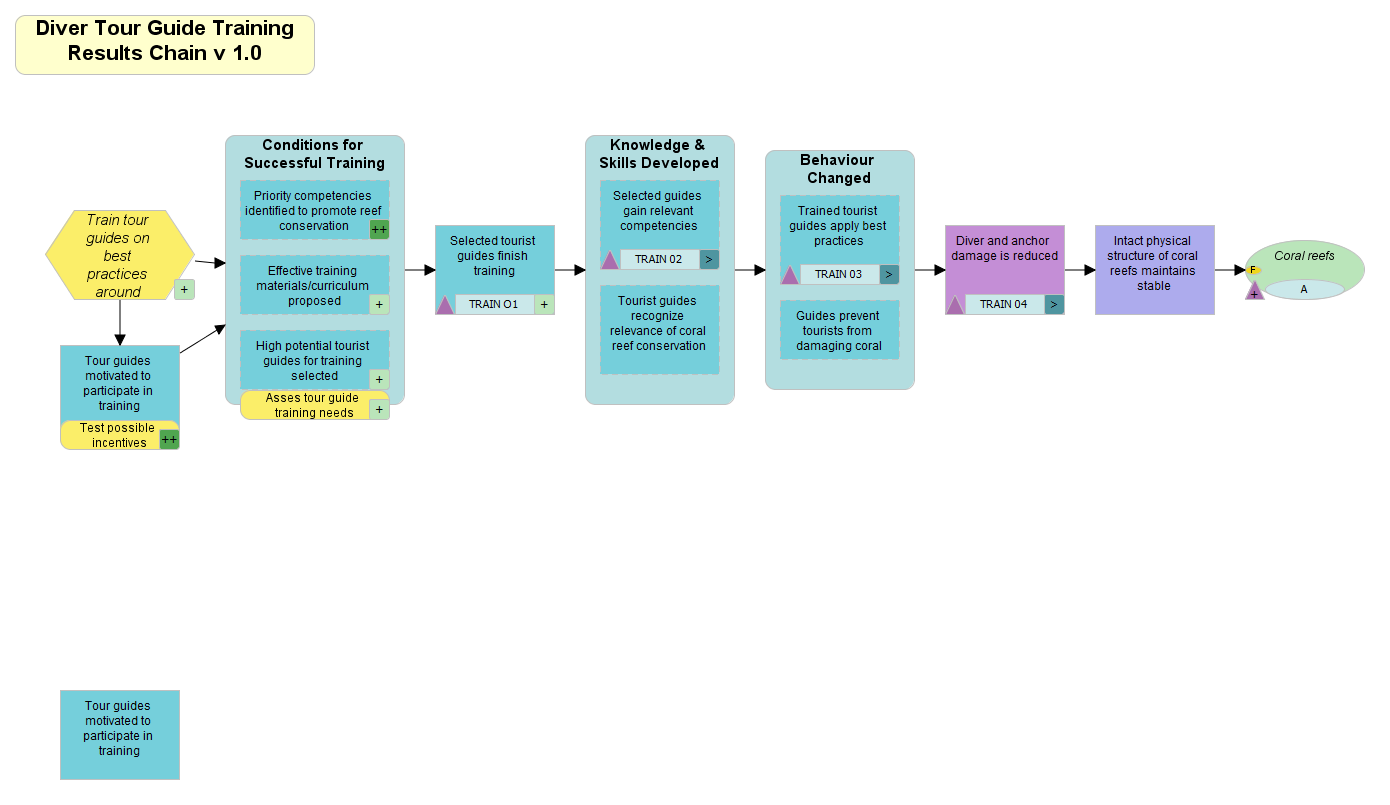 Diver Tour Guide Training
Results Chain v 1.0
Train tour
guides on
best
practices
around
+
Tour guides
motivated to
participate in
training
Test possible
incentives
++
Conditions for
Successful Training
Priority competencies
identified to promote reef
conservation
++
Effective training
materials/curriculum
proposed
+
High potential tourist
guides for training
selected
+
Asses tour guide
training needs
+
Selected tourist
guides finish
training
TRAIN O1
+
Knowledge &
Skills Developed
Selected guides
gain relevant
competencies
TRAIN 02
>
Tourist guides
recognize
relevance of coral
reef conservation
Behaviour
Changed
Trained tourist
guides apply best
practices
TRAIN 03
>
Guides prevent
tourists from
damaging coral
Diver and anchor
damage is reduced
TRAIN 04
>
Intact physical
structure of coral
reefs maintains
stable
Coral reefs
F
A
+
Tour guides
motivated to
participate in
training